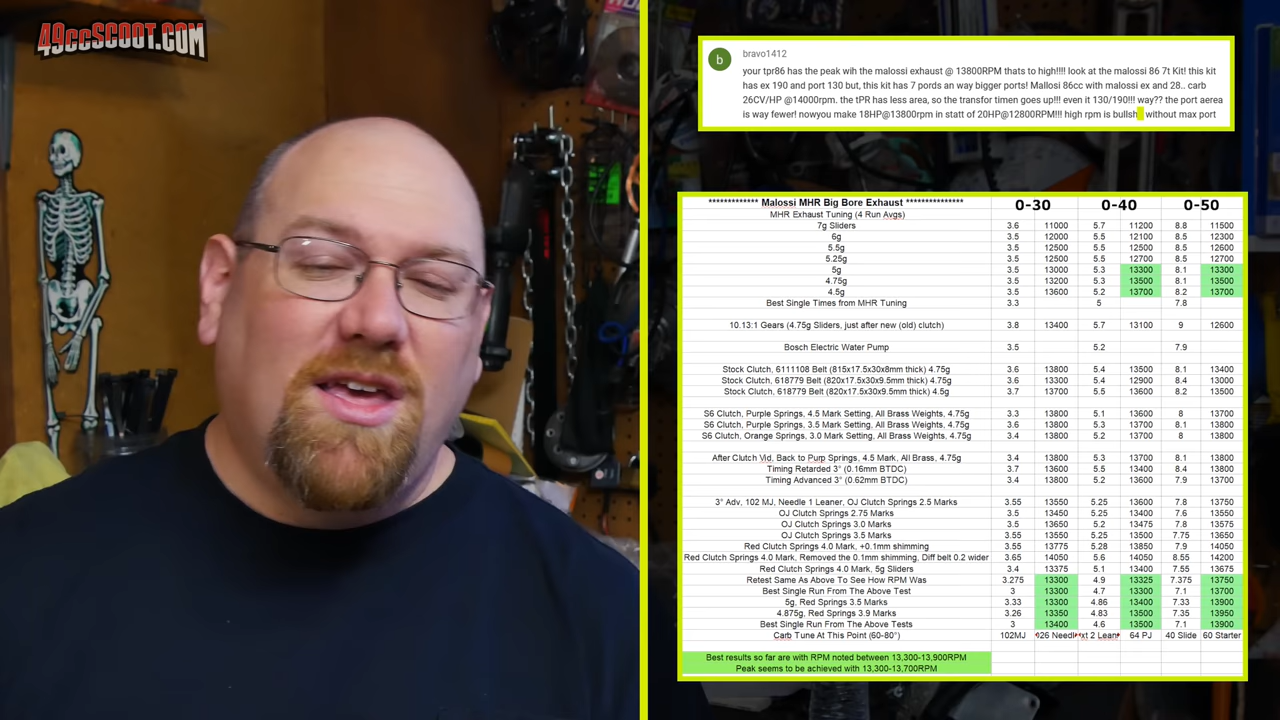 49ccScoot.com
b
bravo1412
your tpr86 has the peak wih the malossi exhaust @ 13800RPM thats to high!!!! look at the malossi 86 7t Kit! this kit
has ex 190 and port 130 but, this kit has 7 pords an way bigger ports! Mallosi 86cc with malosi ex and 28.. carb
26CV/HP @14000rpm. the tPR has less area, so the transfor timen goes up!!! even it 130/190!!! way?? the port aerea
is way fewer! nowyou make 18HP@13800rpm in statt of 20HP@12800RPM!!! high rpm is bullsh without max port
************* Malossi MHR Big Bore Exhaust *************** 0-30 0-40 0-50
MHR Exhaust Tuning (4 Run Avgs)
7g Sliders 3.6 11000 5.7 11200 8.8 11500
6g 3.5 12000 5.5 12100 8.5 12300
5.5g 3.5 12500 5.5 12500 8.5 12600
5.25g 3.5 12500 5.5 12700 8.5 12700
5g 3.5 13000 5.3 13300 8.1 13300
4.75g 3.5 13200 5.3 13500 8.1 13500
4.5g 3.5 13600 5.2 13700 8.2 13700
Best Single Times from MHR Tuning 3.3 5 7.8
10.13:1 Gears (4.75g Sliders, just after new (old) clutch) 3.8 13400 5.7 13100 9 12600
Bosch Electric Water Pump 3.5 5.2 7.9
Stock Clutch, 6111108 Belt (815x17.5x30x8mm thick) 4.75g 3.6 13800 5.4 13500 8.1 13400
Stock Clutch, 618779 Belt (820x17.5x30x9.5mm thick) 4.75g 3.6 13300 5.4 12900 8.4 13000
Stock Clutch, 618779 Belt (820x17.5x30x9.5mm thick) 4.5g 3.7 13700 5.5 13600 8.2 13500
S6 Clutch, Purple Springs, 4.5 Mark Setting, All Brass Weights, 4.75g 3.3 13800 5.1 13600 8 13700
S6 Clutch, Purple Springs, 3.5 Mark Setting, All Brass Weights, 4.75g 3.6 13800 5.3 13700 8.1 13800
S6 Clutch, Orange Springs, 3.0 Mark Setting, All Brass Weights, 4.75g 3.4 13800 5.2 13700 8 13800
After Clutch Vid, Back to Purp Springs, 4.5 Mark, All Brass, 4.75g 3.4 13800 5.3 13700 8.1 13800
Timing Retarded 3° (0.16mm BTDC) 3.7 13600 5.5 13400 8.4 13800
Timing Advanced 3° (0.62mm BTDC) 3.4 13800 5.2 13600 7.9 13700
3° Adv, 102 MJ, Needle 1 Leaner, OJ Clutch Springs 2.5 Marks 3.55 13550 5.25 13600 7.8 13750
OJ Clutch Springs 2.75 Marks 3.5 13450 5.25 13400 7.6 13550
OJ Clutch Springs 3.0 Marks 3.5 13650 5.2 13475 7.8 13575
OJ Clutch Springs 3.5 Marks 3.55 13550 5.25 13500 7.75 13650
Red Clutch Springs 4.0 Mark, +0.1mm shimming 3.55 13775 5.28 13850 7.9 14050
Red Clutch Springs 4.0 Mark, Removed the 0.1mm shimming, Diff belt 0.2 wider 3.65 14050 5.6 14050 8.55 14200
Red Clutch Springs 4.0 Mark, 5g Sliders 3.4 13375 5.1 13400 7.55 13675
Retest Same As Above To See How RPM Was 3.275 13300 4.9 13325 7.375 13750
Best Single Run From The Above Test 3 13300 4.7 13300 7.1 13700
5g, Red Springs 3.5 Marks 3.33 13300 4.86 13400 7.33 13900
4.875g, Red Springs 3.9 Marks 3.26 13350 4.83 13500 7.35 13950
Best Single Run From The Above Tests 3 13400 4.6 13500 7.1 13900
Carb Tune At This Point (60-80°) 102MJ 026 Needl xt 2 Lean 64 PJ 40 Slide 60 Starter
Best results so far are with RPM noted between 13,300-13,900RPM
Peak seems to be achieved with 13,300-13,700RPM